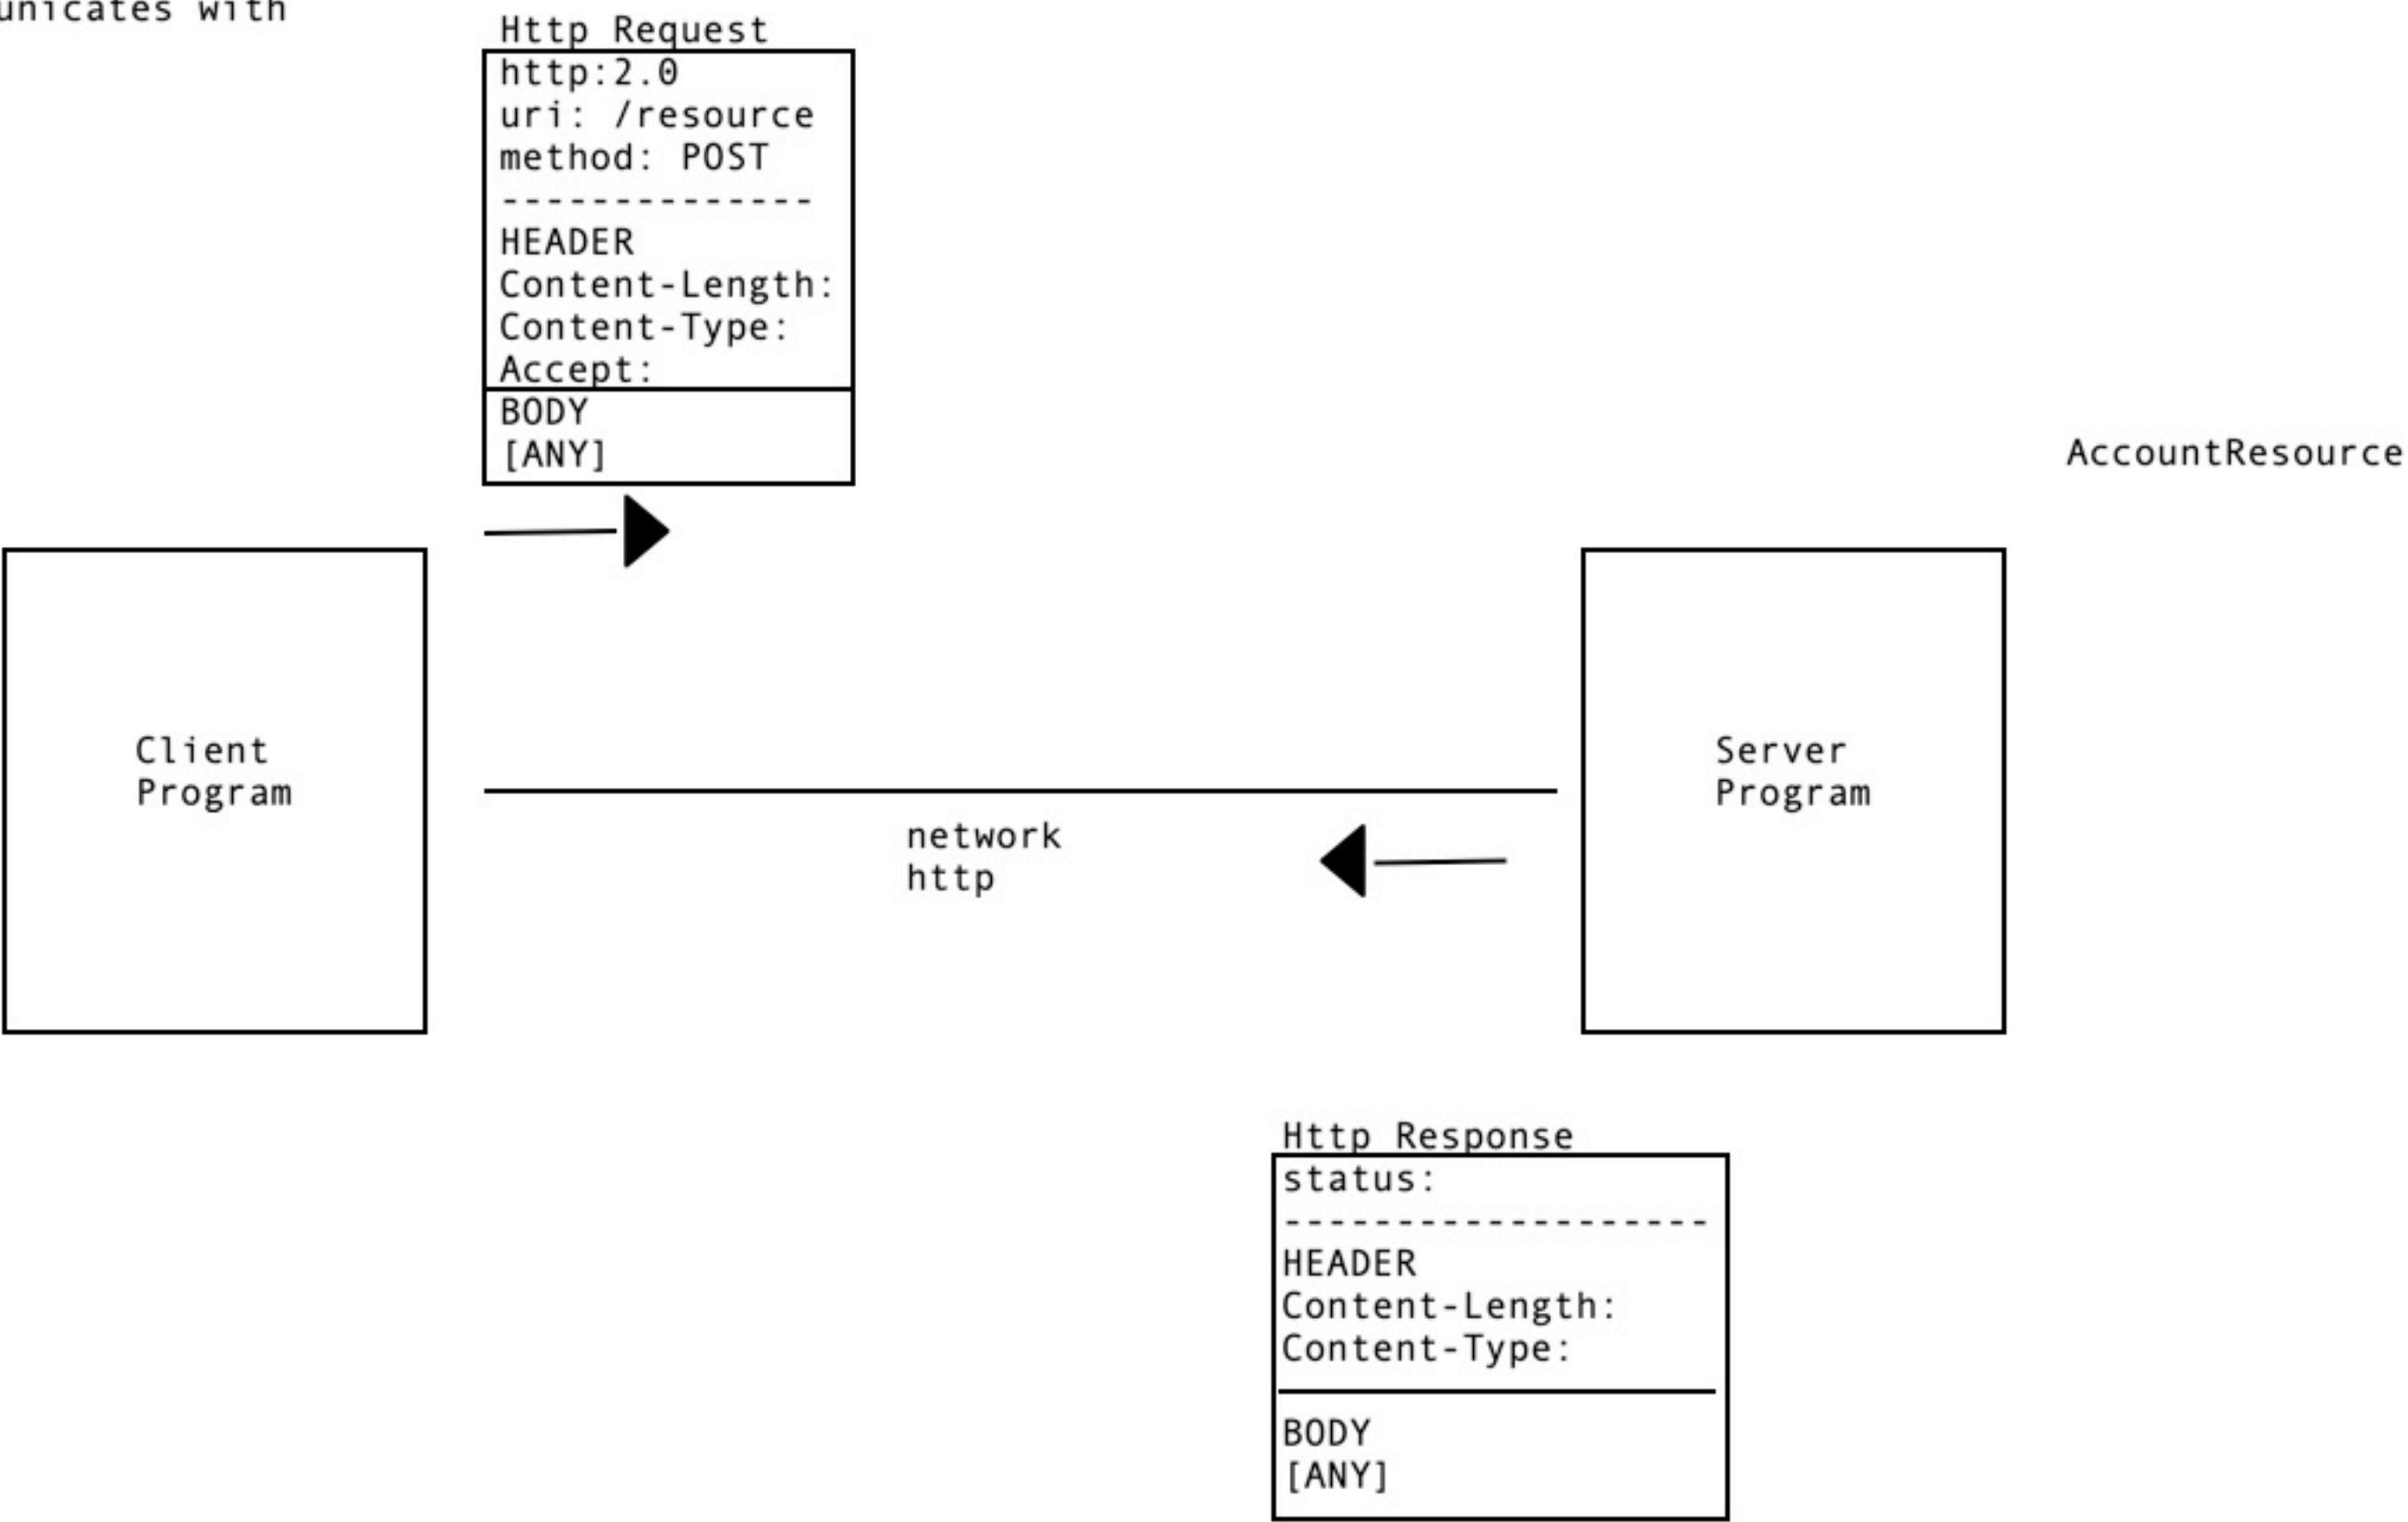 with
Http Request
http:2.0
uri: /resource
method: POST
--------------
HEADER
Content-Length:
Content-Type:
Accept:
BODY
[ANY]
AccountResource
Client
Program
Server
Program
network
http
Http Response
status:
-------------------
HEADER
Content-Length:
Content-Type:
BODY
[ANY]